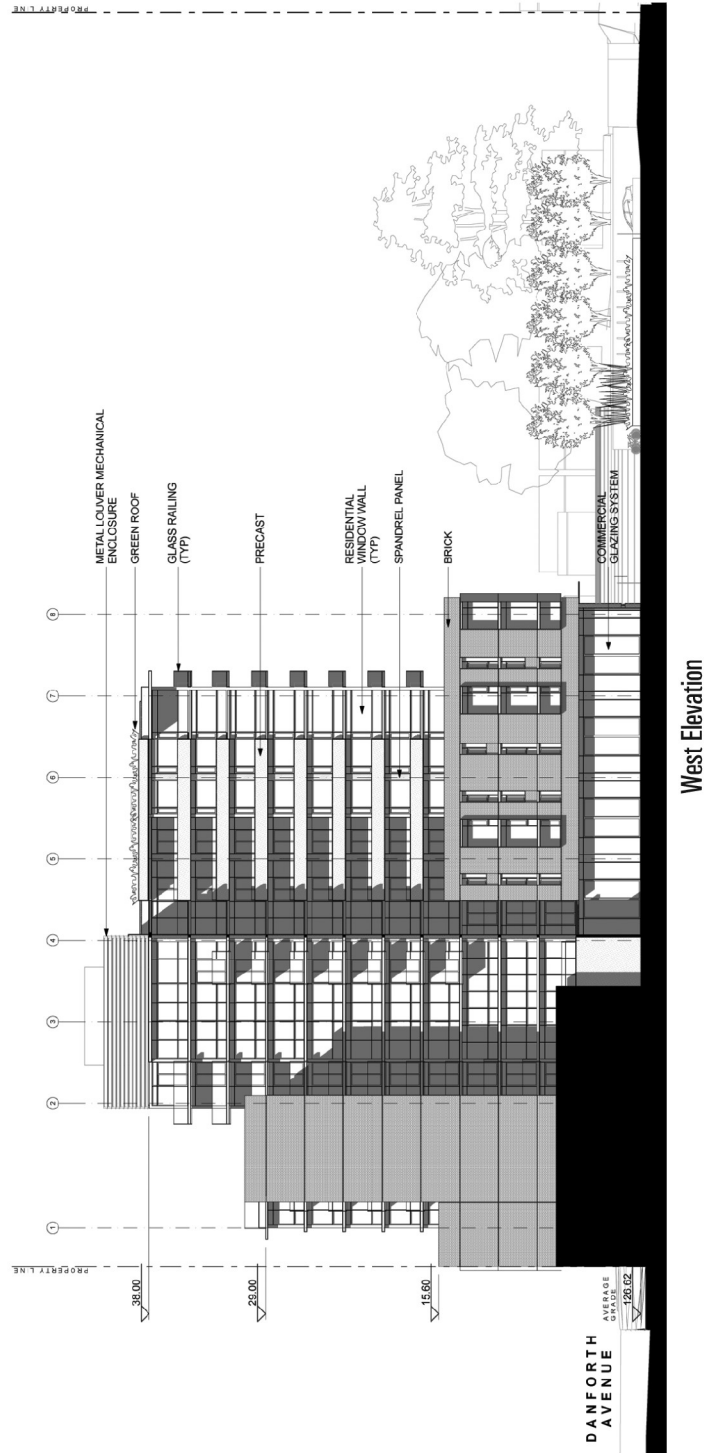 PROPERTY LINE
METAL LOUVER MECHANICAL
ENCLOSURE
GREEN ROOF
GLASS RAILING
(TYP)
PRECAST
RESIDENTIAL
WINDOW WALL
(TYP)
SPANDREL PANEL
BRICK
COMMERCIAL
GLAZING SYSTEM
8
7
6
5
4
3
2
1
PROPERTY LINE
38.00
29.00
15.60
AVERAGE
GRADE
126.62
DANFORTH
AVENUE
West Elevation